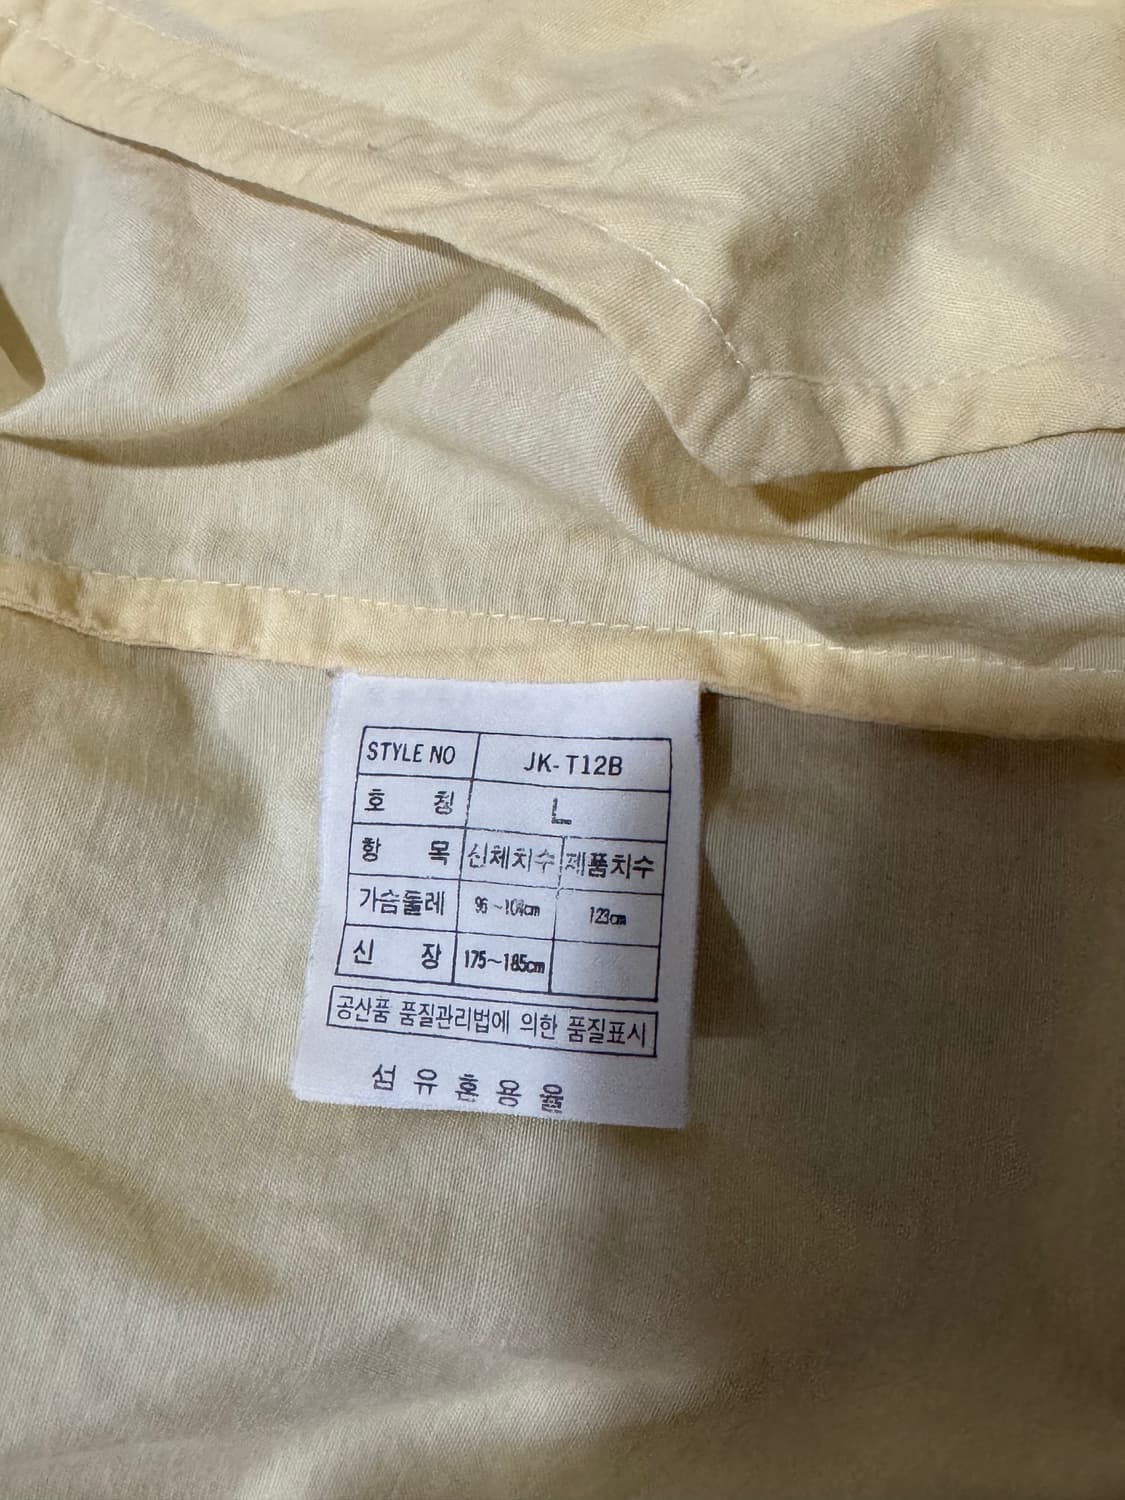 STYLE NO JK-T12B
호 칭 L
항 목 신체치수 제품치수
가슴둘레 96~104cm 123cm
신 장 175~185cm
공산품 품질관리법에 의한 품질표시
섬유혼용율